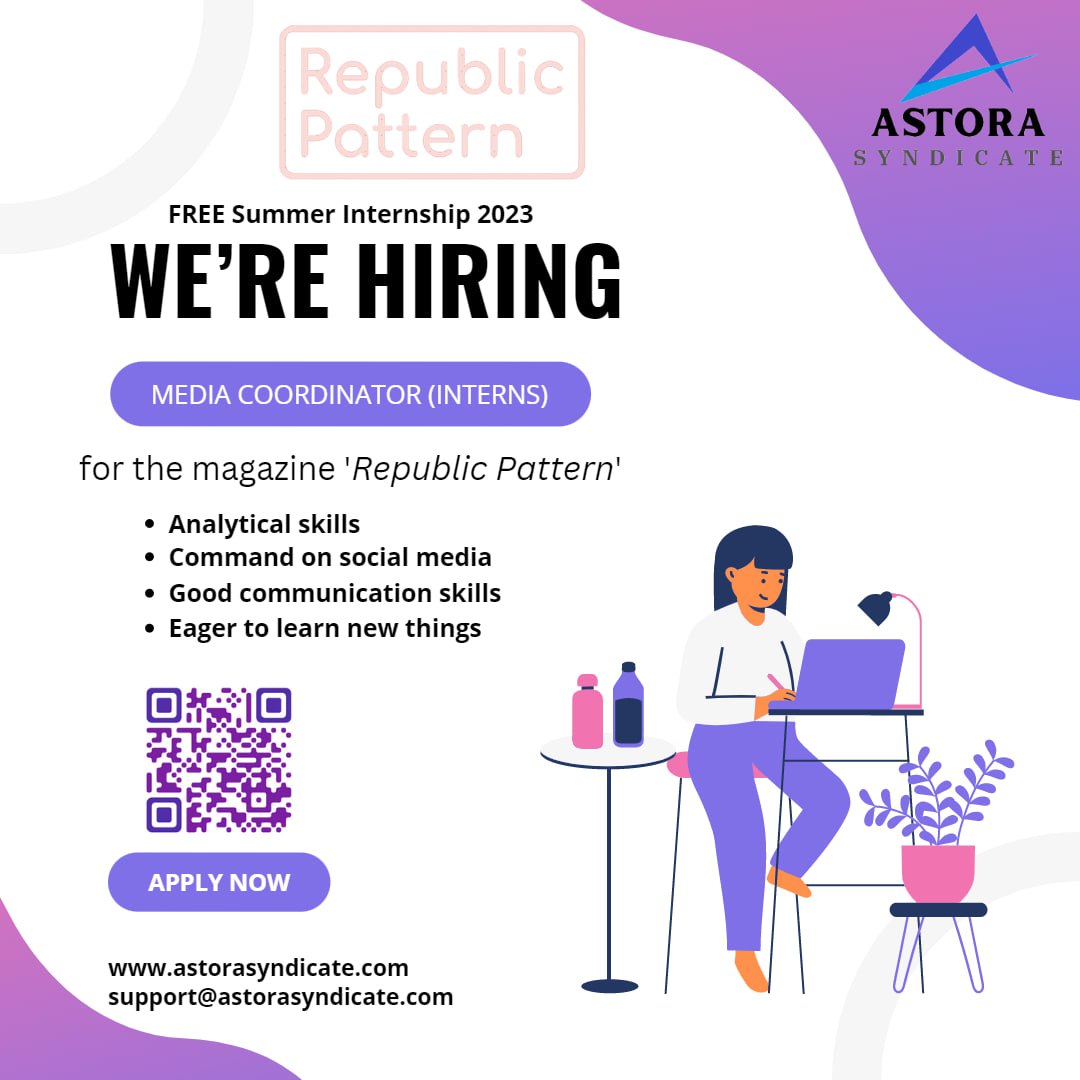 Republic
Pattern
ASTORA
SYNDICATE
FREE Summer Internship 2023
WE’RE HIRING
MEDIA COORDINATOR (INTERNS)
for the magazine 'Republic Pattern'
• Analytical skills
• Command on social media
• Good communication skills
• Eager to learn new things
APPLY NOW
www.astorasyndicate.com
support@astorasyndicate.com